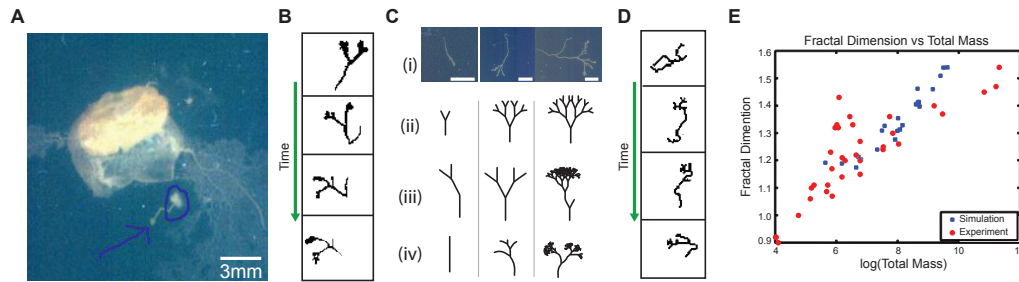 A
B
C
D
E
3mm
Time
(i)
(ii)
(iii)
(iv)
Time
Fractal Dimension vs Total Mass
Fractal Dimention
1.6
1.5
1.4
1.3
1.2
1.1
1.0
0.9
4
6
8
10
1
log(Total Mass)
Simulation
Experiment